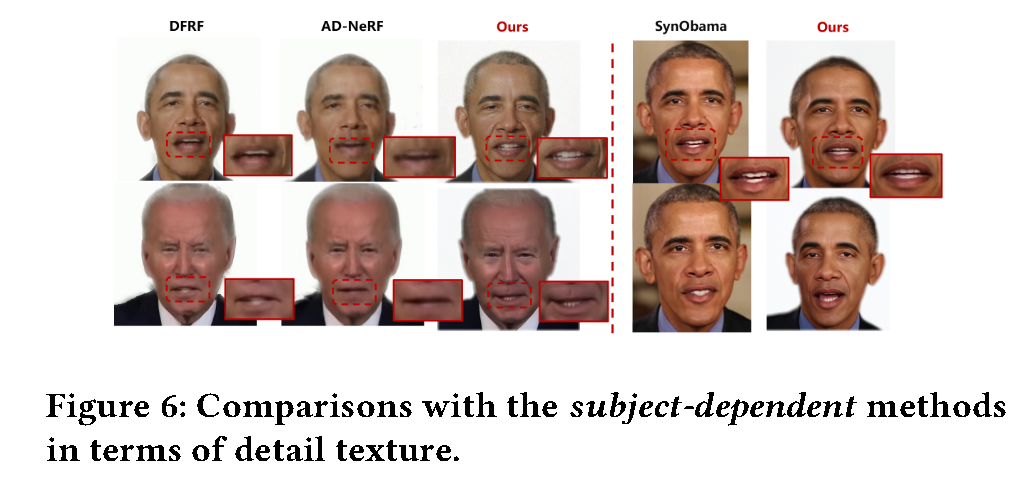 DFRF AD-NeRF Ours SynObama Ours
Figure 6: Comparisons with the subject-dependent methods
in terms of detail texture.